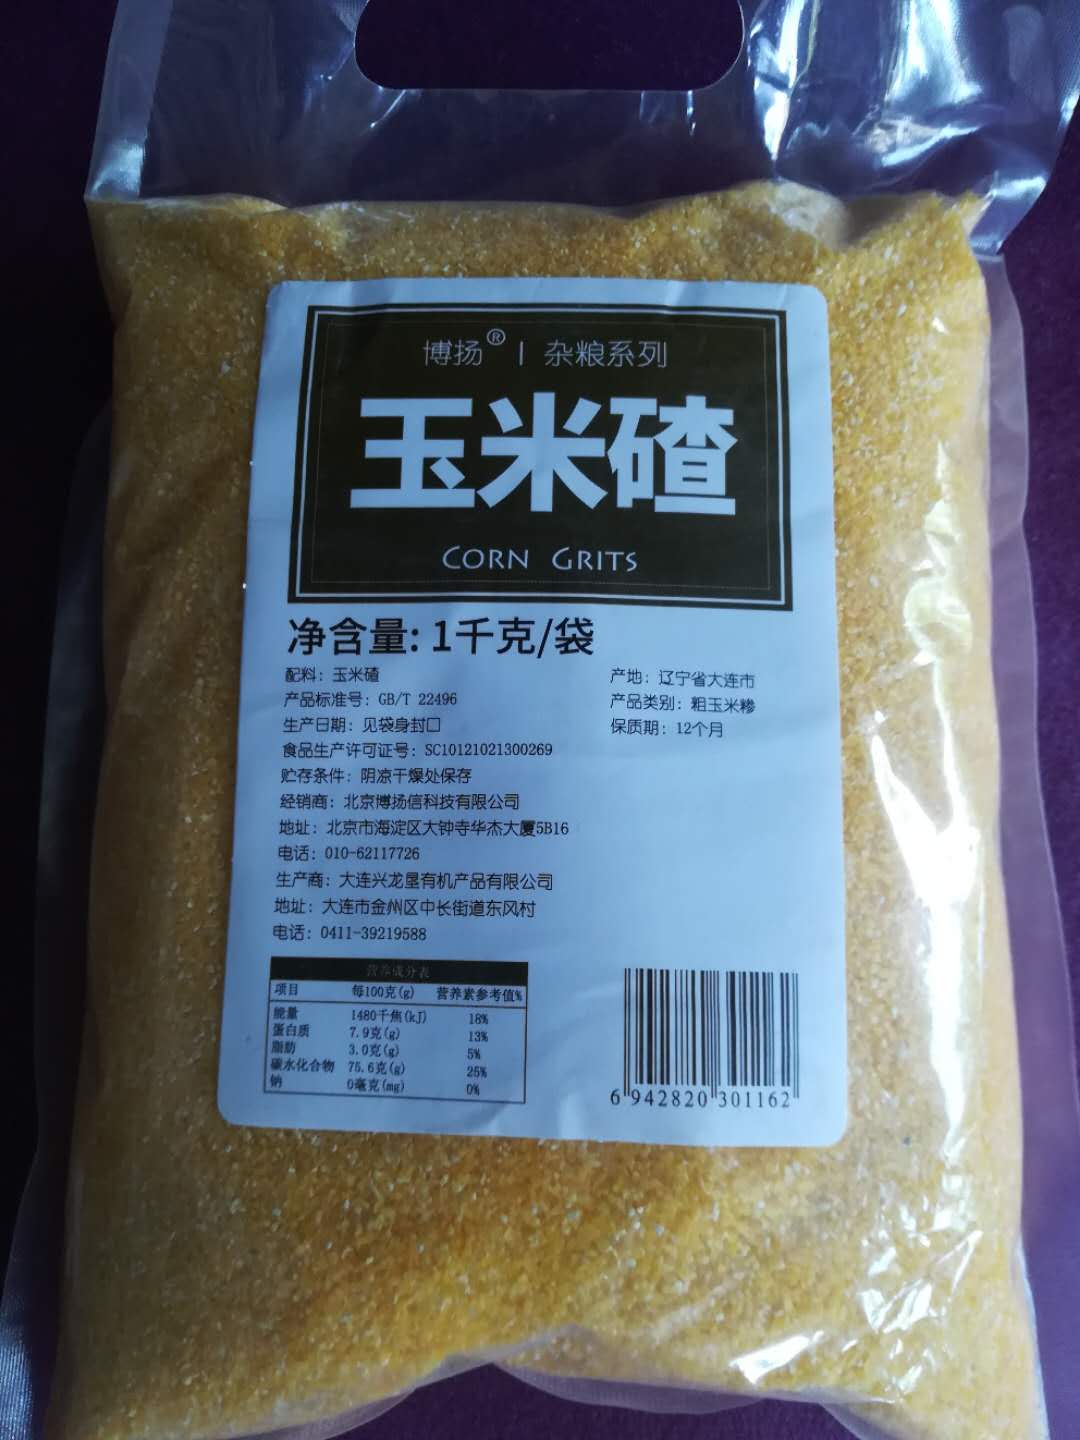 博扬® | 杂粮系列
玉米碴
CORN GRITS
净含量: 1千克/袋
配料: 玉米碴
产品标准号: GB/T 22496
生产日期: 见袋身封口
食品生产许可证号: SC10121021300269
贮存条件: 阴凉干燥处保存
经销商: 北京博扬信科技有限公司
地址: 北京市海淀区大钟寺华杰大厦5B16
电话: 010-62117726
生产商: 大连兴龙垦有机产品有限公司
地址: 大连市金州区中长街道东风村
电话: 0411-39219588
产地: 辽宁省大连市
产品类别: 粗玉米糁
保质期: 12个月
营养成分表
项目 每100克(g) 营养素参考值%
能量 1480千焦(kJ) 18%
蛋白质 7.9克(g) 13%
脂肪 3.0克(g) 5%
碳水化合物 75.6克(g) 25%
钠 0毫克(mg) 0%
6 942820 301162